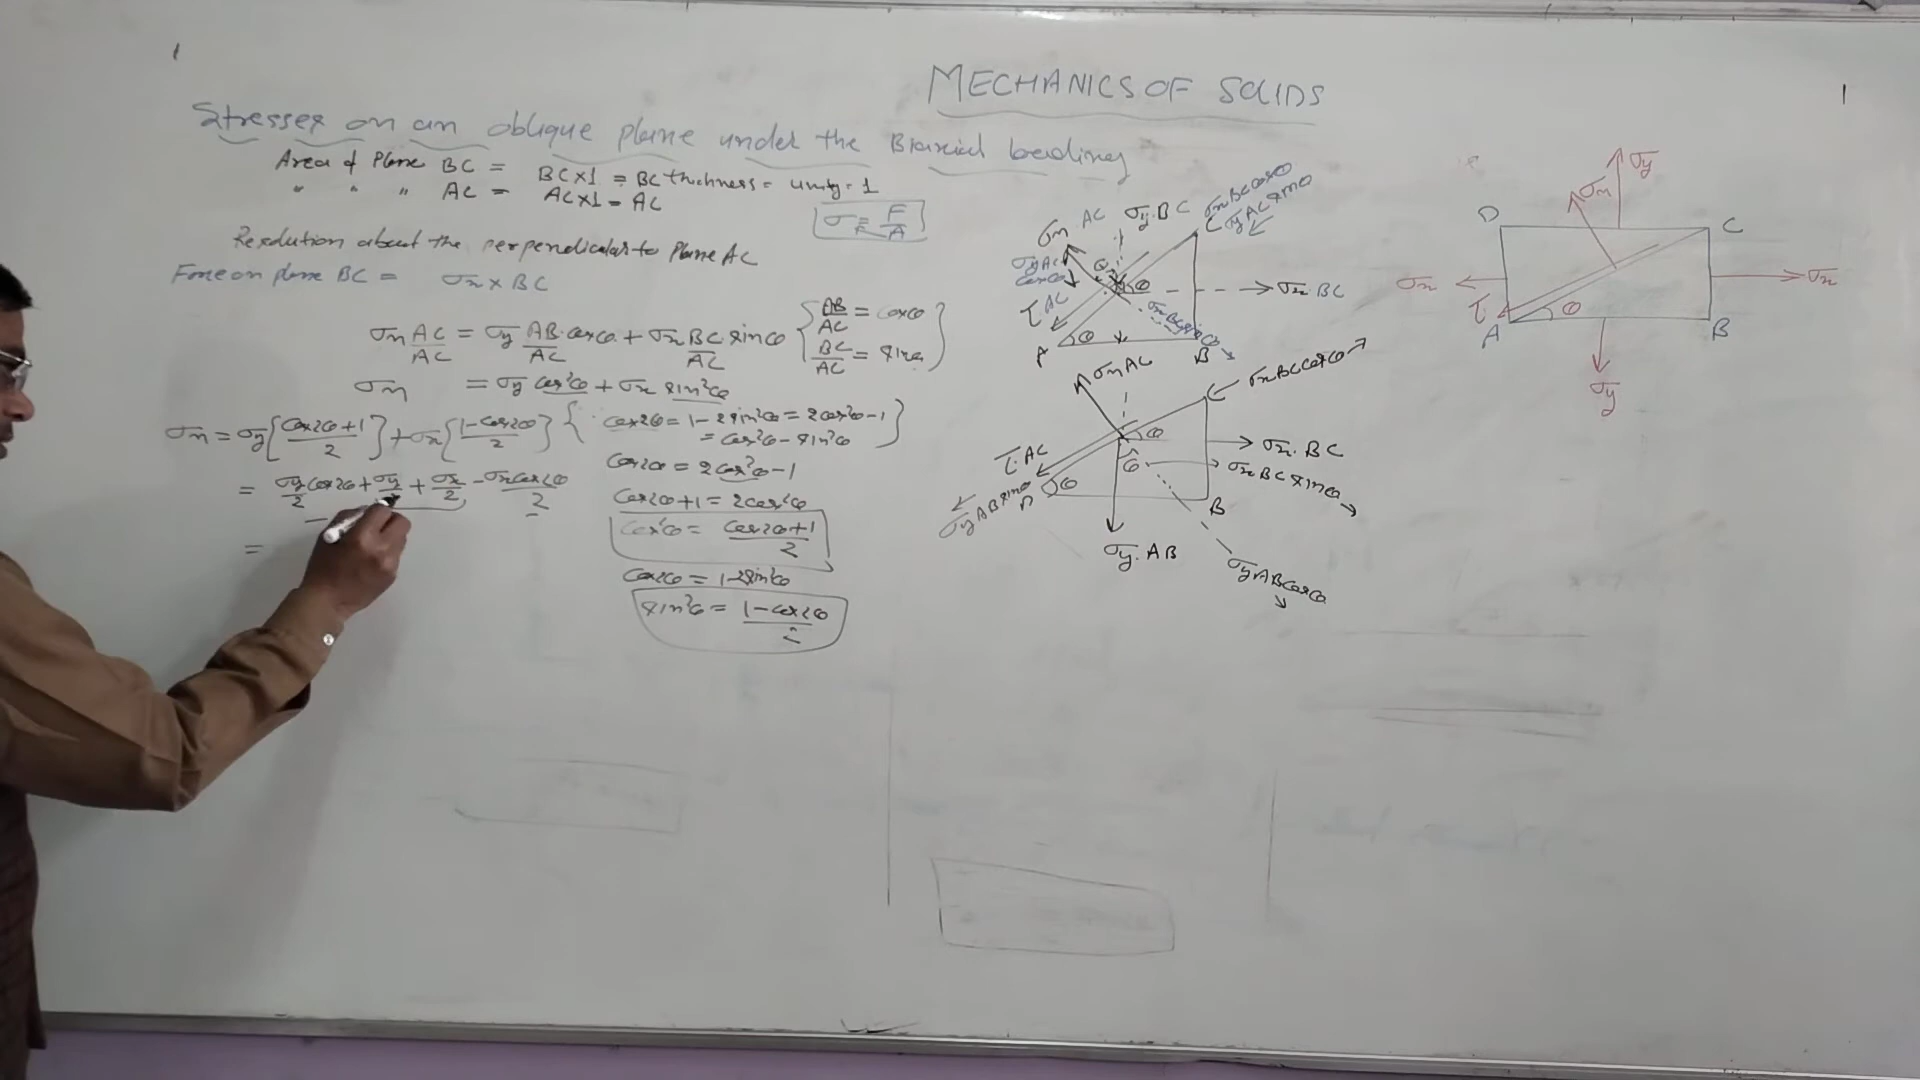 MECHANICS OF SOLIDS
Stresses on an oblique plane under the Biaxial loading
Area of Plane BC = BC×1 = BC thickness = unity = 1
" " " AC = AC×1 = AC
σ = F/A
Resolution about the perpendicular to Plane AC
Force on plane BC = σx × BC
σn AC/AC = σy AB/AC cosθ + σx BC/AC sinθ { AB/AC = cosθ
BC/AC = sinθ }
σn = σy cos²θ + σx sin²θ
σn = σy [cos2θ+1/2] + σx [1-cos2θ/2] { cos2θ = 1-2sin²θ = 2cos²θ-1
= cos²θ - sin²θ }
= σy/2 cos2θ + σy/2 + σx/2 - σx cos2θ/2
=
cos2θ = 2cos²θ-1
cos2θ+1 = 2cos²θ
cos²θ = cos2θ+1/2
cos2θ = 1-2sin²θ
sin²θ = 1-cos2θ/2
σn AC
σy.BC
σx BC cosθ
C σy AC sinθ
σy AC
cosθ
θ
θ
σx BC
τ AC
σx BC sinθ
A
θ
B
σn AC
C
σx BC cosθ
θ
σx.BC
τ.AC
θ
σx BC sinθ
σy AB sinθ
θ
B
σy.AB
σy AB cosθ
σy
σn
D
C
σx
σx
τ
θ
A
B
σy